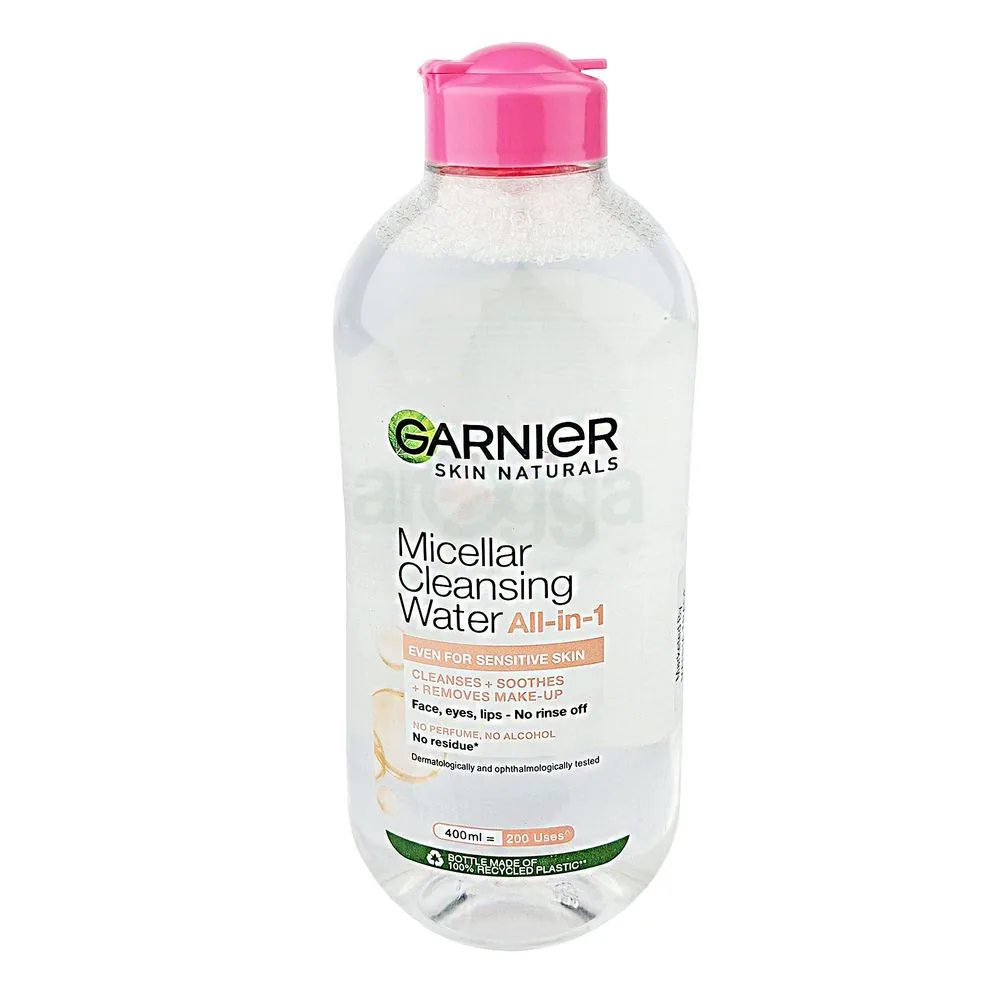 GARNIER
SKIN NATURALS
arogga
Micellar
Cleansing
Water All-in-1
EVEN FOR SENSITIVE SKIN
CLEANSES + SOOTHES
+ REMOVES MAKE-UP
Face, eyes, lips - No rinse off
NO PERFUME, NO ALCOHOL
No residue*
Dermatologically and ophthalmologically tested
400ml = 200 Uses^
BOTTLE MADE OF
100% RECYCLED PLASTIC**